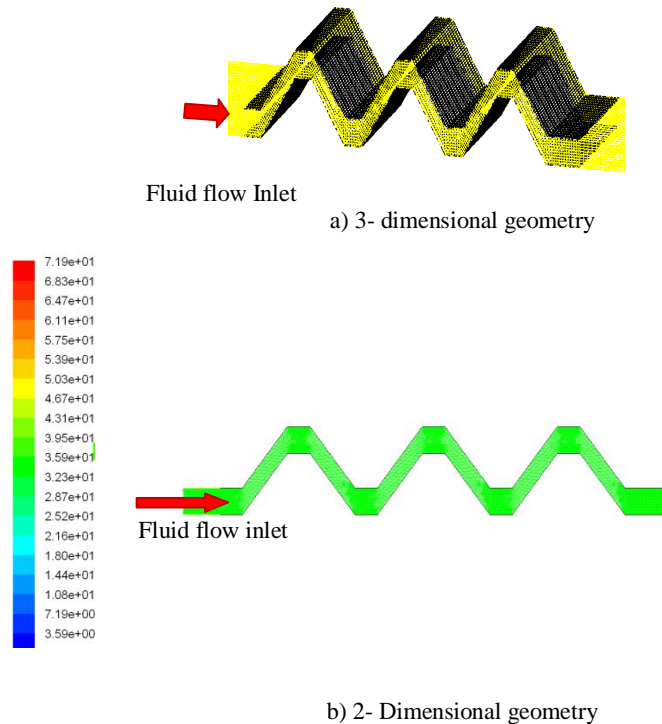 Fluid flow Inlet
a) 3- dimensional geometry
7.19e+01
6.83e+01
6.47e+01
6.11e+01
5.75e+01
5.39e+01
5.03e+01
4.67e+01
4.31e+01
3.95e+01
3.59e+01
3.23e+01
2.87e+01
2.52e+01
2.16e+01
1.80e+01
1.44e+01
1.08e+01
7.19e+00
3.59e+00
Fluid flow inlet
b) 2- Dimensional geometry